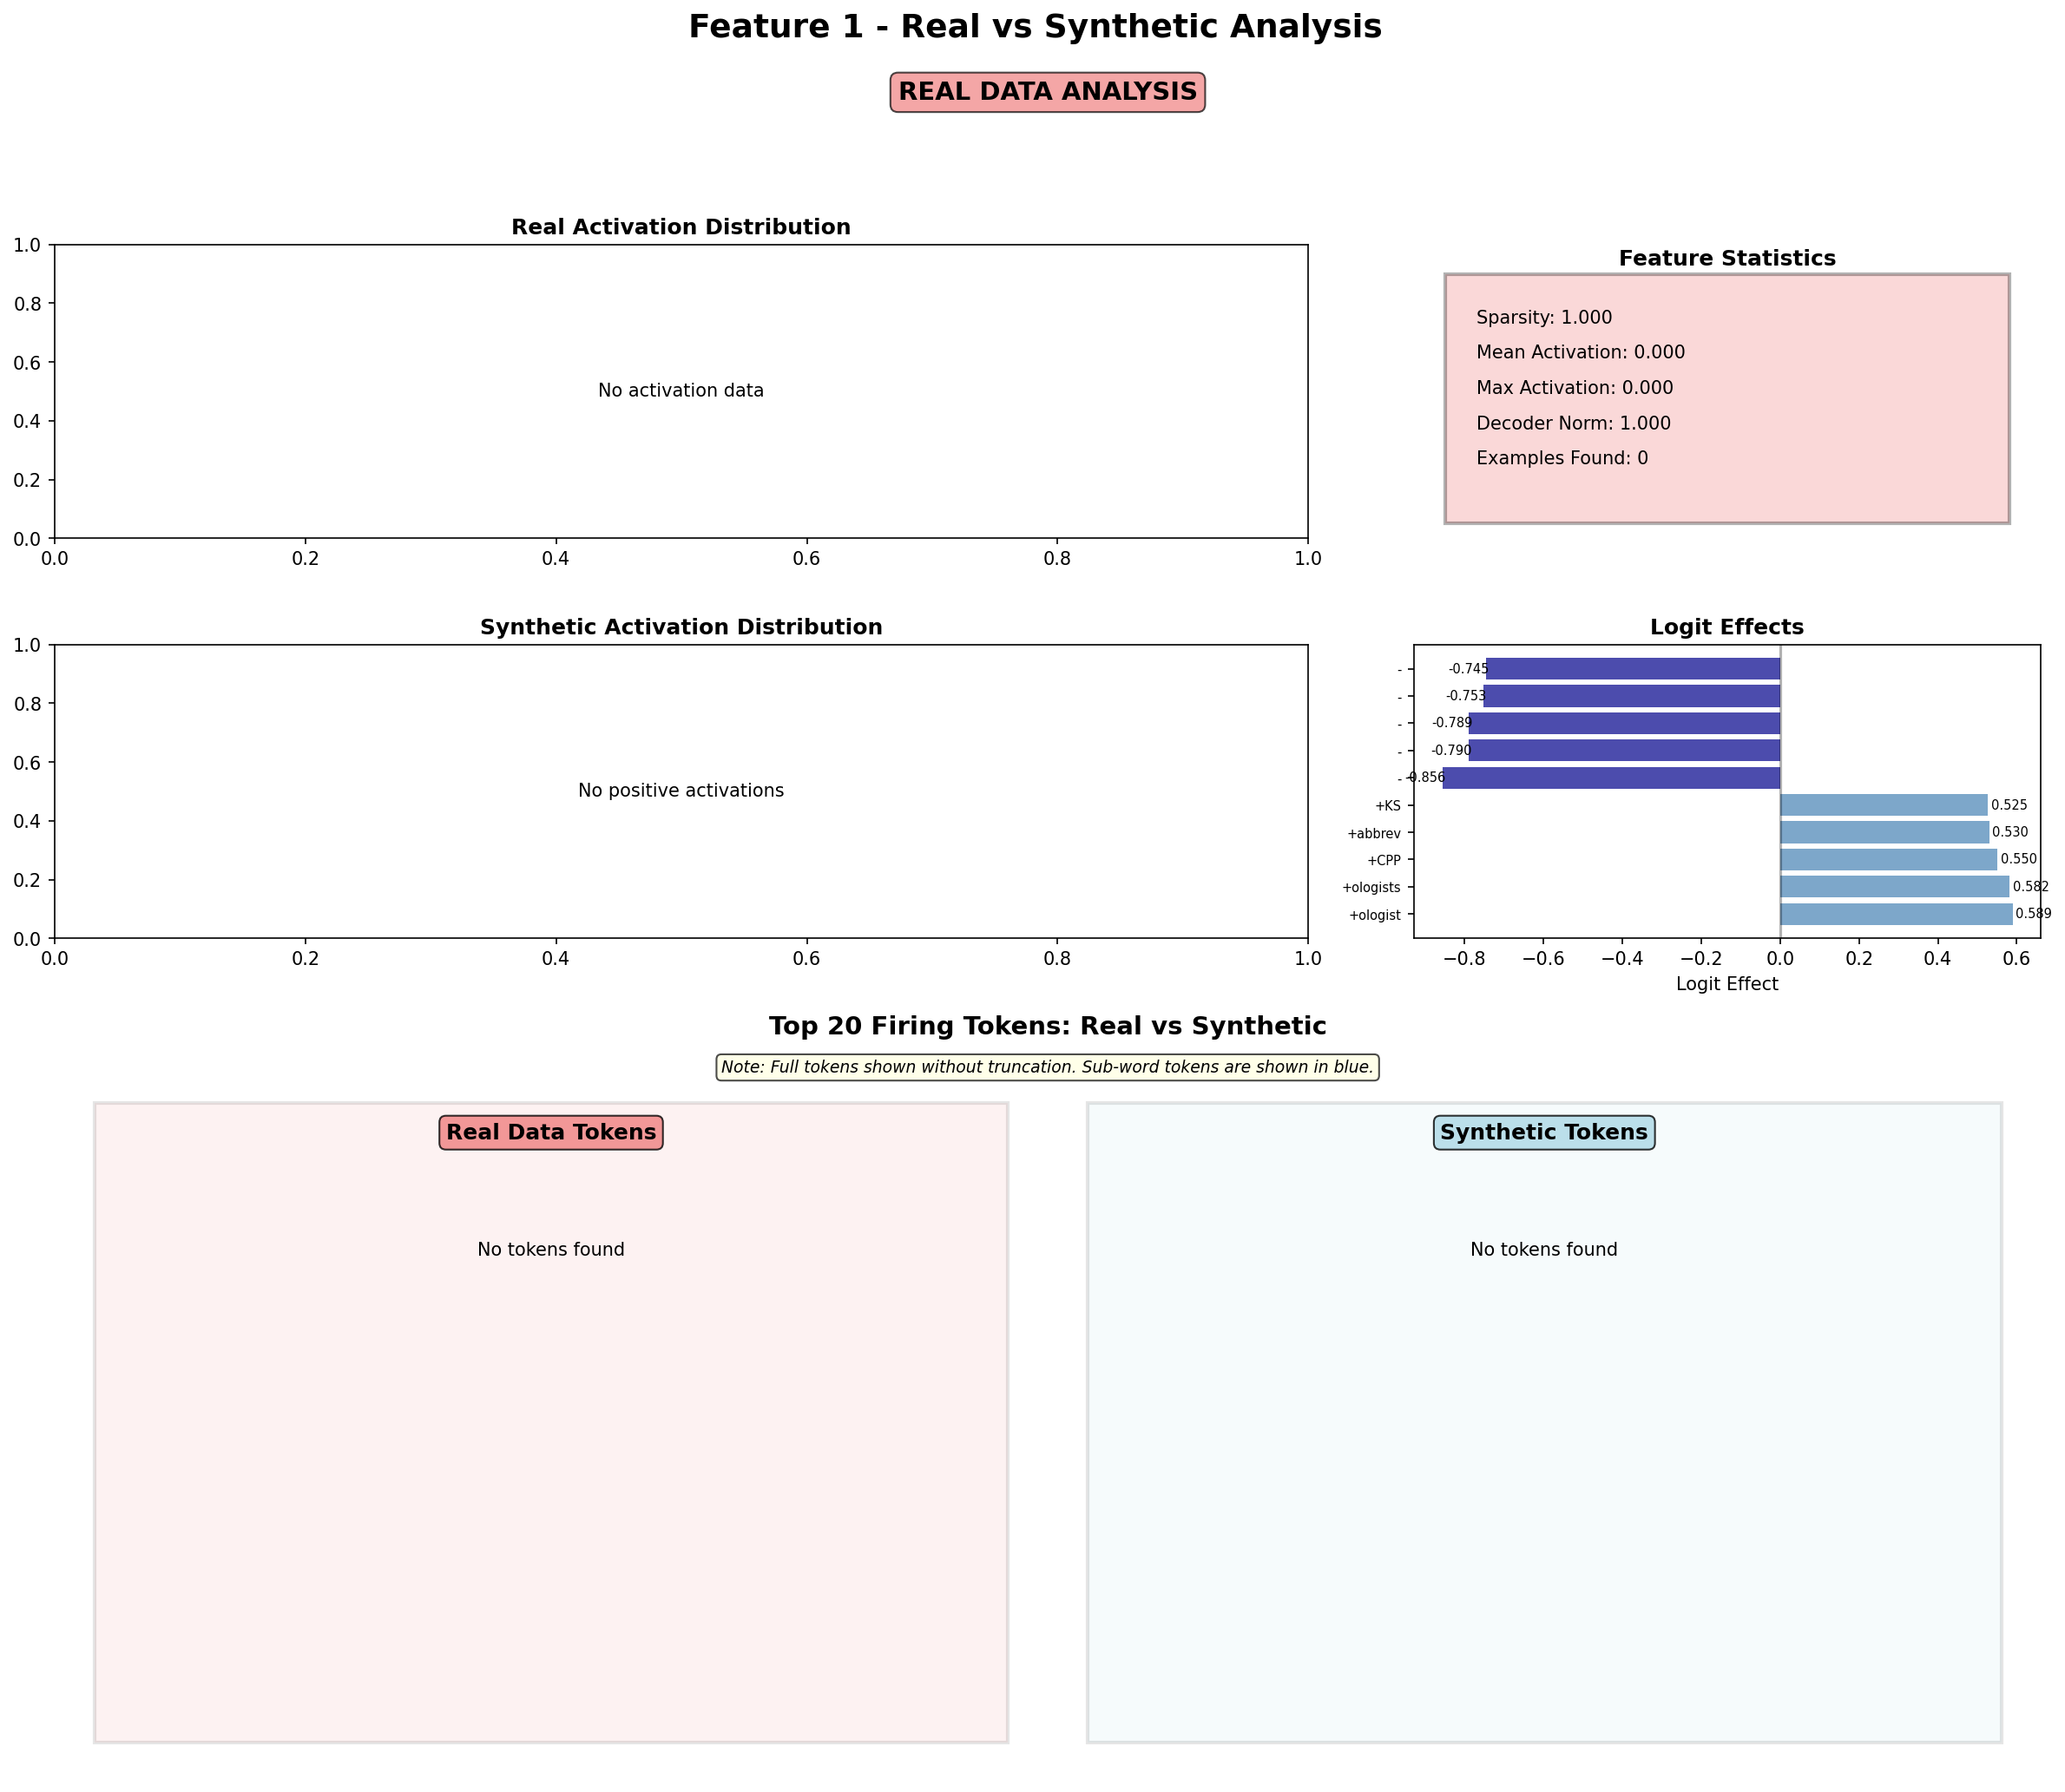 Feature 1 - Real vs Synthetic Analysis
REAL DATA ANALYSIS
Real Activation Distribution
1.0
0.8
0.6
0.4
0.2
0.0
No activation data
0.0 0.2 0.4 0.6 0.8 1.0
Feature Statistics
Sparsity: 1.000
Mean Activation: 0.000
Max Activation: 0.000
Decoder Norm: 1.000
Examples Found: 0
Synthetic Activation Distribution
1.0
0.8
0.6
0.4
0.2
0.0
No positive activations
0.0 0.2 0.4 0.6 0.8 1.0
Logit Effects
- -0.745
- -0.753
- -0.789
- -0.790
- -0.856
+KS 0.525
+abbrev 0.530
+CPP 0.550
+ologists 0.582
+ologist 0.589
−0.8 −0.6 −0.4 −0.2 0.0 0.2 0.4 0.6
Logit Effect
Top 20 Firing Tokens: Real vs Synthetic
Note: Full tokens shown without truncation. Sub-word tokens are shown in blue.
Real Data Tokens
No tokens found
Synthetic Tokens
No tokens found